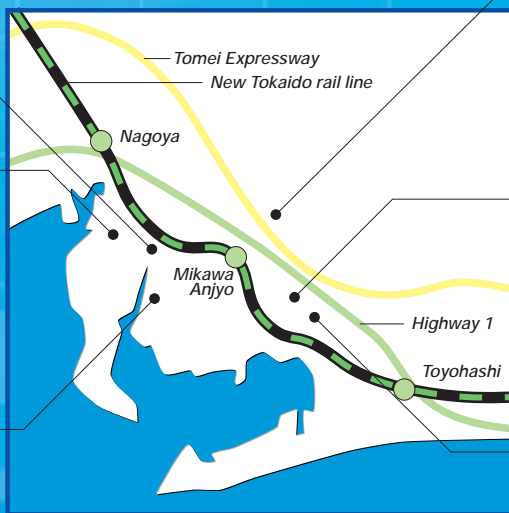 Tomei Expressway
New Tokaido rail line
Nagoya
Mikawa
Anjyo
Highway 1
Toyohashi